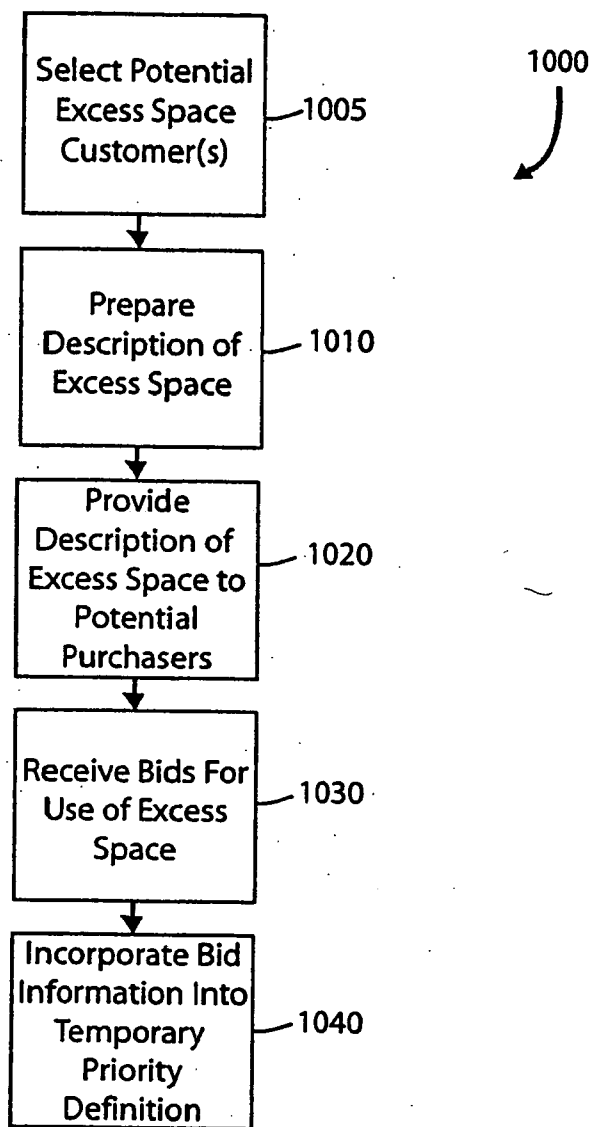 Select Potential
Excess Space
Customer(s)
1005
1000
Prepare
Description of
Excess Space
1010
Provide
Description of
Excess Space to
Potential
Purchasers
1020
Receive Bids For
Use of Excess
Space
1030
Incorporate Bid
Information Into
Temporary
Priority
Definition
1040